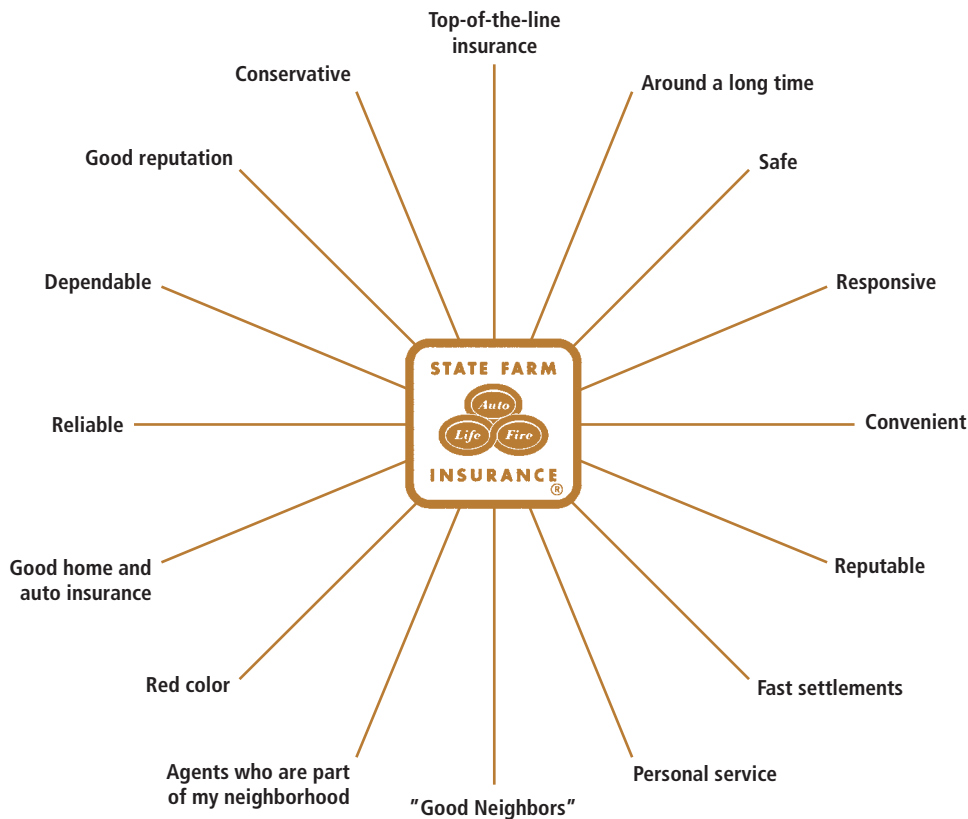 Top-of-the-line
insurance
Conservative
Around a long time
Good reputation
Safe
Dependable
Responsive
STATE FARM
Auto
Life Fire
INSURANCE
®
Reliable
Convenient
Good home and
auto insurance
Reputable
Red color
Fast settlements
Agents who are part
of my neighborhood
Personal service
”Good Neighbors”